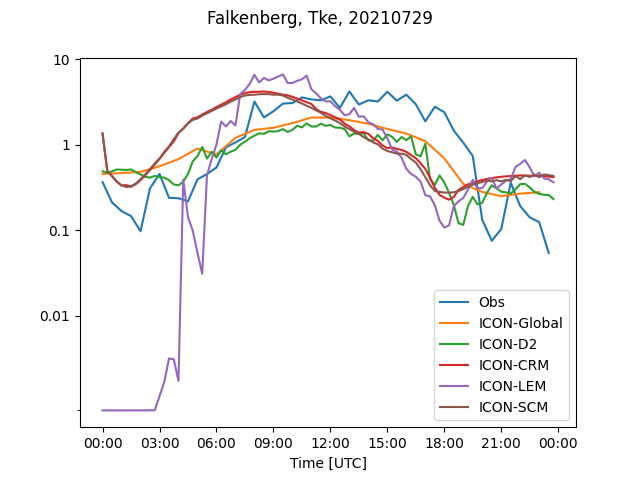 Falkenberg, Tke, 20210729
10
1
0.1
0.01
Obs
ICON-Global
ICON-D2
ICON-CRM
ICON-LEM
ICON-SCM
00:00 03:00 06:00 09:00 12:00 15:00 18:00 21:00 00:00
Time [UTC]